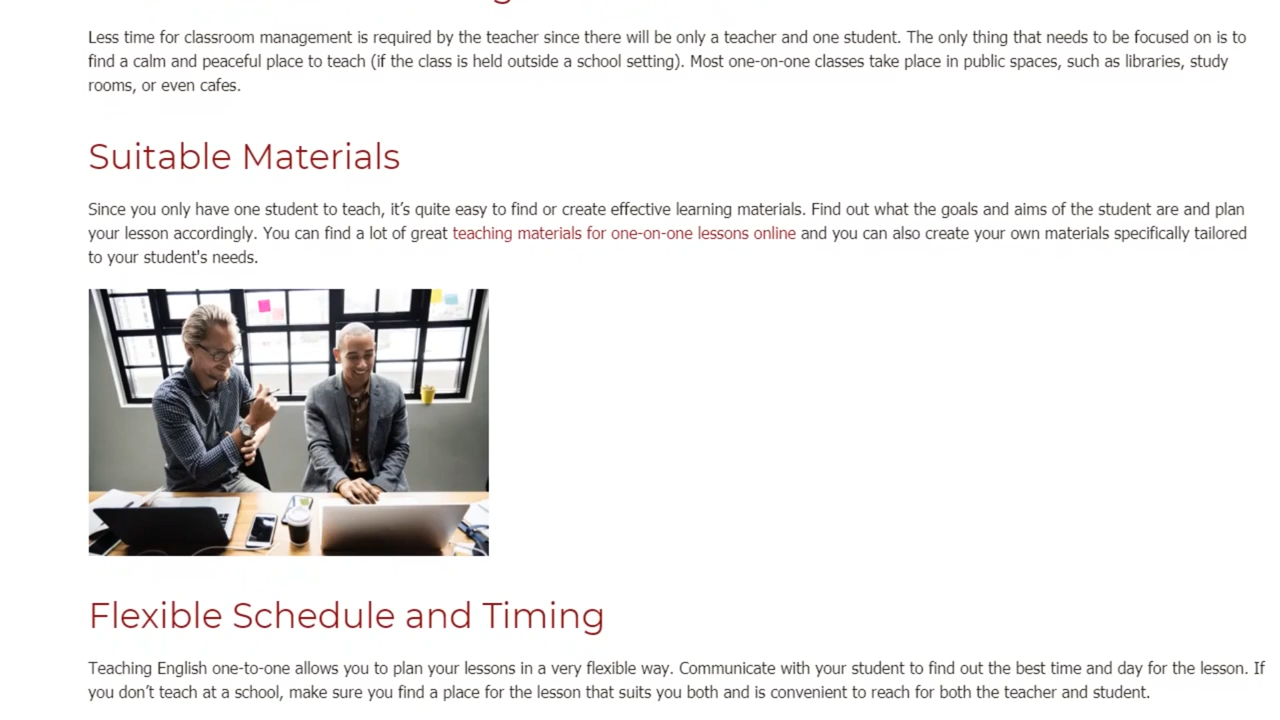 Less time for classroom management is required by the teacher since there will be only a teacher and one student. The only thing that needs to be focused on is to
find a calm and peaceful place to teach (if the class is held outside a school setting). Most one-on-one classes take place in public spaces, such as libraries, study
rooms, or even cafes.
Suitable Materials
Since you only have one student to teach, it’s quite easy to find or create effective learning materials. Find out what the goals and aims of the student are and plan
your lesson accordingly. You can find a lot of great teaching materials for one-on-one lessons online and you can also create your own materials specifically tailored
to your student's needs.
Flexible Schedule and Timing
Teaching English one-to-one allows you to plan your lessons in a very flexible way. Communicate with your student to find out the best time and day for the lesson. If
you don’t teach at a school, make sure you find a place for the lesson that suits you both and is convenient to reach for both the teacher and student.